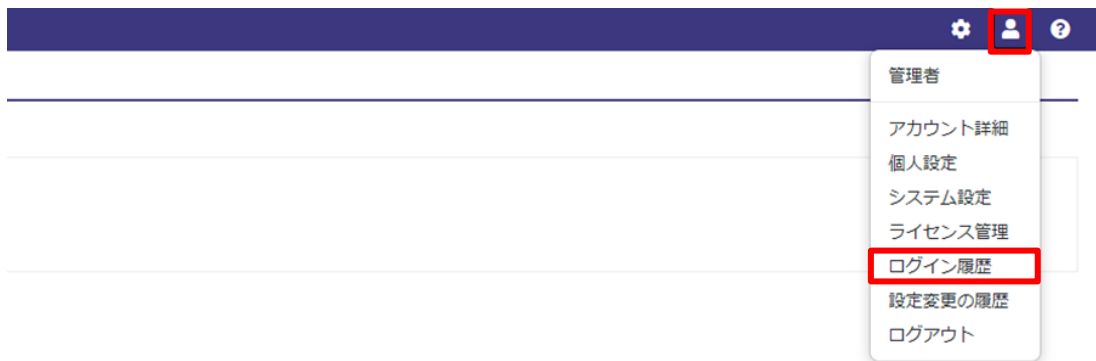 管理者
アカウント詳細
個人設定
システム設定
ライセンス管理
ログイン履歴
設定変更の履歴
ログアウト